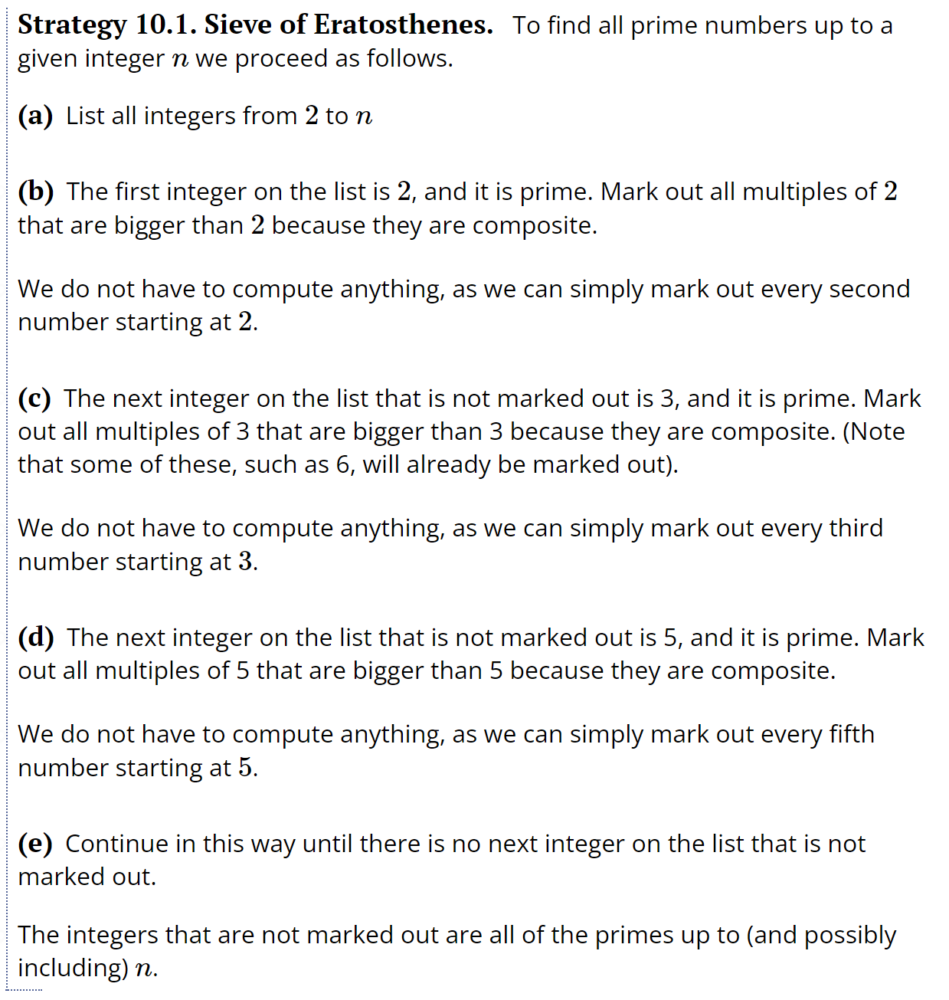 Strategy 10.1. Sieve of Eratosthenes. To find all prime numbers up to a
given integer n we proceed as follows.
(a) List all integers from 2 to n
(b) The first integer on the list is 2, and it is prime. Mark out all multiples of 2
that are bigger than 2 because they are composite.
We do not have to compute anything, as we can simply mark out every second
number starting at 2.
(c) The next integer on the list that is not marked out is 3, and it is prime. Mark
out all multiples of 3 that are bigger than 3 because they are composite. (Note
that some of these, such as 6, will already be marked out).
We do not have to compute anything, as we can simply mark out every third
number starting at 3.
(d) The next integer on the list that is not marked out is 5, and it is prime. Mark
out all multiples of 5 that are bigger than 5 because they are composite.
We do not have to compute anything, as we can simply mark out every fifth
number starting at 5.
(e) Continue in this way until there is no next integer on the list that is not
marked out.
The integers that are not marked out are all of the primes up to (and possibly
including) n.